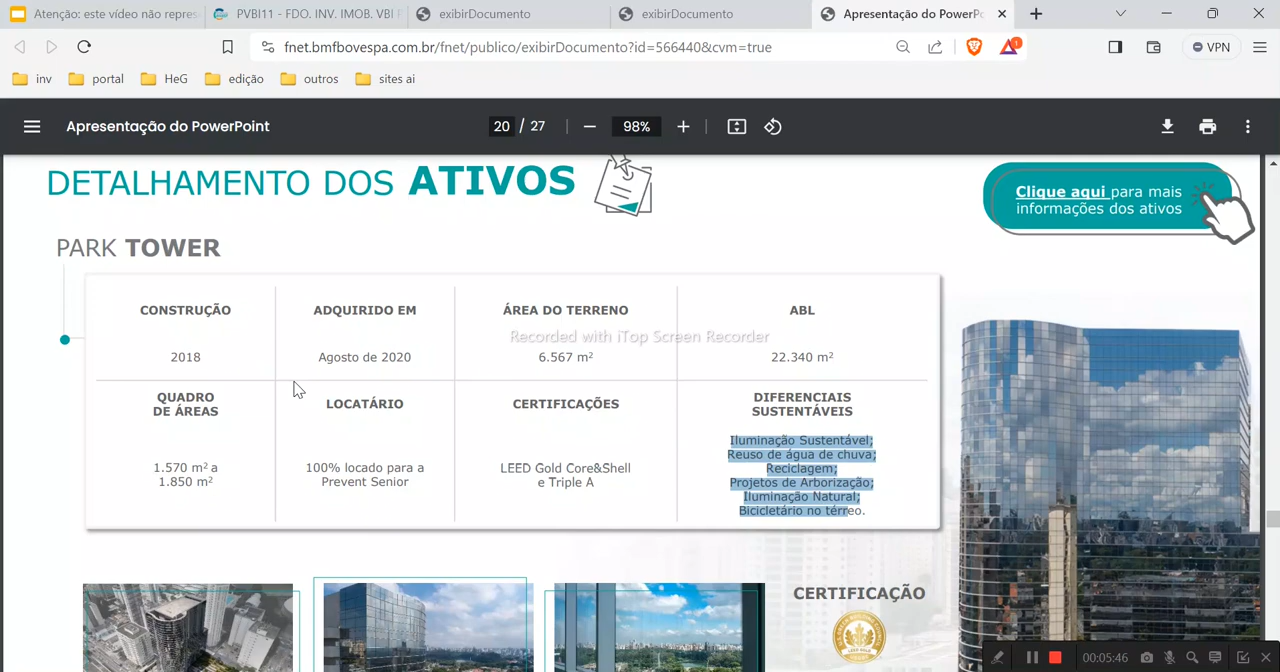 Atenção: este vídeo não repres
PVBI11 - FDO. INV. IMOB. VBI P
exibirDocumento
exibirDocumento
Apresentação do PowerPo
fnet.bmfbovespa.com.br/fnet/publico/exibirDocumento?id=566440&cvm=true
1
VPN
inv
portal
HeG
edição
outros
sites ai
Apresentação do PowerPoint
20 / 27
98%
DETALHAMENTO DOS ATIVOS
Clique aqui para mais
informações dos ativos
PARK TOWER
CONSTRUÇÃO
ADQUIRIDO EM
ÁREA DO TERRENO
ABL
Recorded with iTop Screen Recorder
2018
Agosto de 2020
6.567 m²
22.340 m²
QUADRO
DE ÁREAS
LOCATÁRIO
CERTIFICAÇÕES
DIFERENCIAIS
SUSTENTÁVEIS
1.570 m² a
1.850 m²
100% locado para a
Prevent Senior
LEED Gold Core&Shell
e Triple A
Iluminação Sustentável;
Reuso de água de chuva;
Reciclagem;
Projetos de Arborização;
Iluminação Natural;
Bicicletário no térreo.
CERTIFICAÇÃO
00:05:46